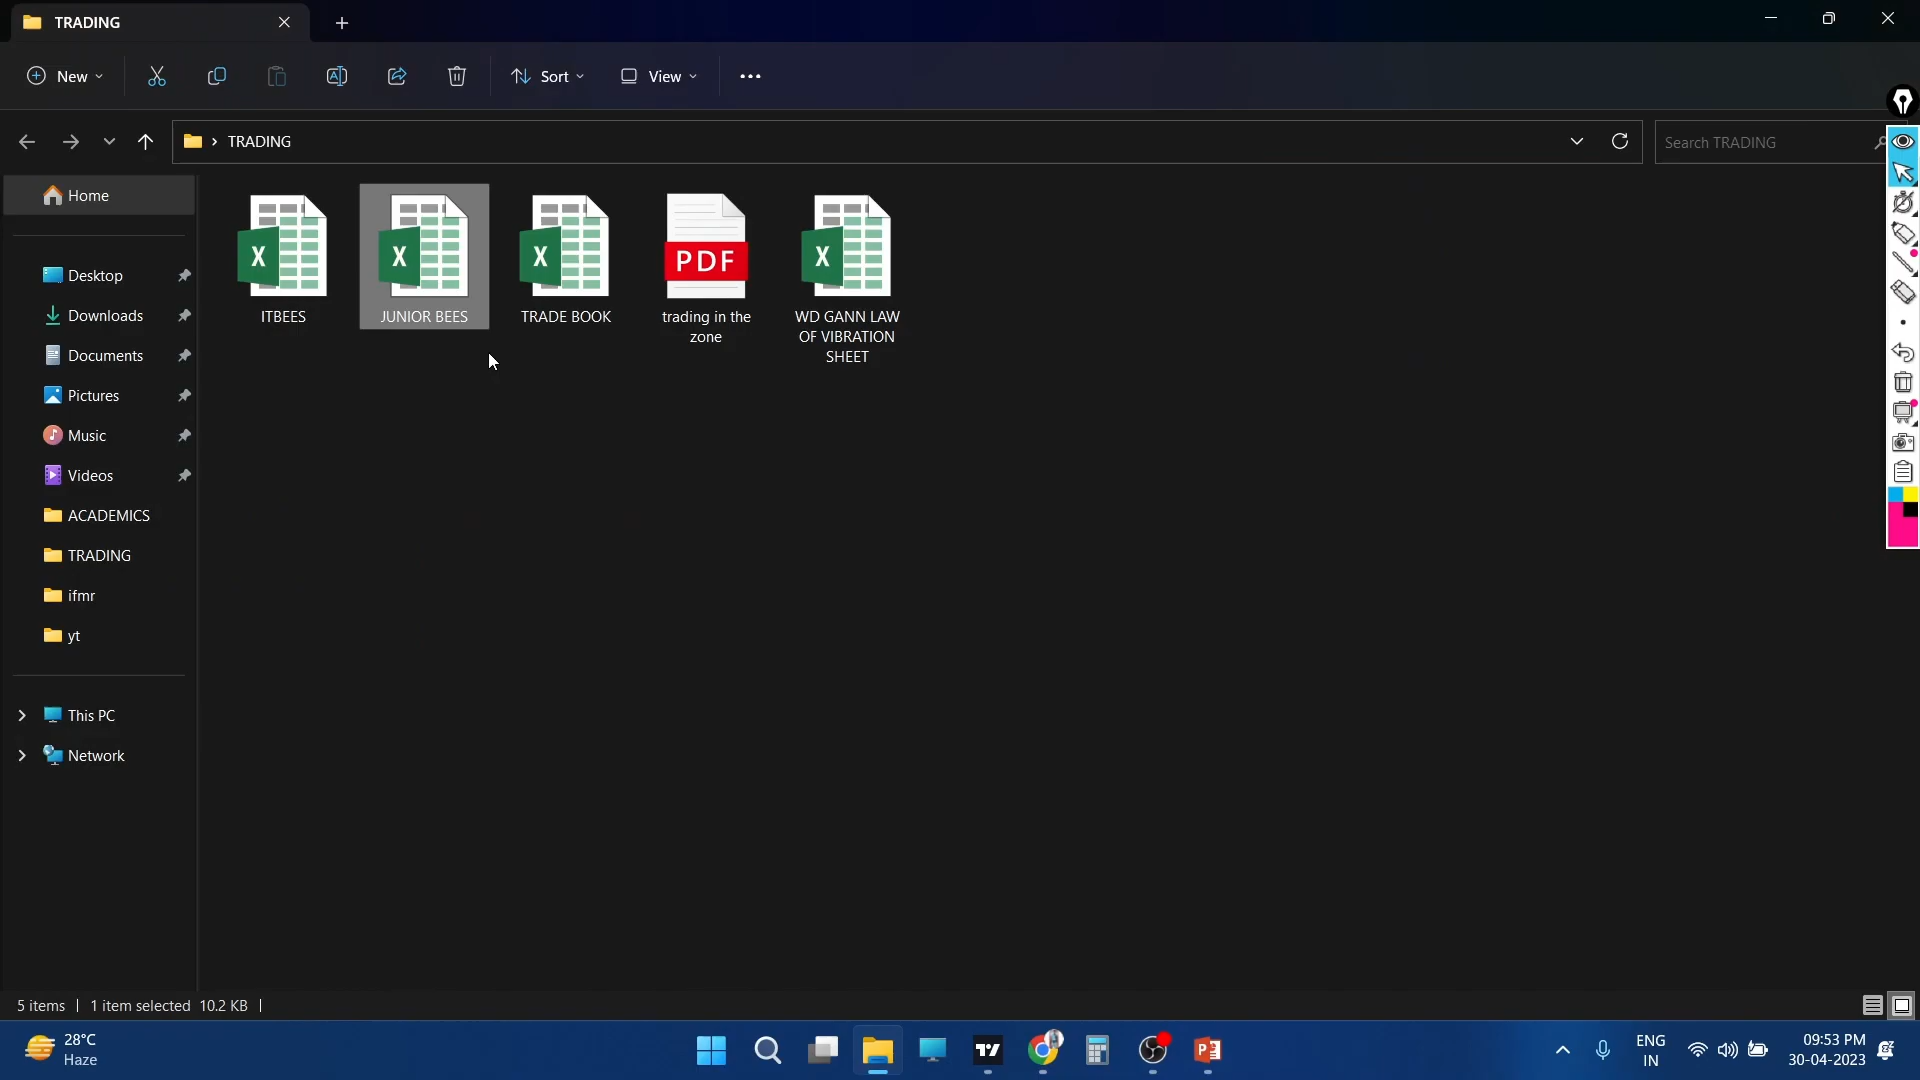 TRADING
New
Sort
View
TRADING
Search TRADING
Home
Desktop
Downloads
Documents
Pictures
Music
Videos
ACADEMICS
TRADING
ifmr
yt
This PC
Network
X
ITBEES
X
JUNIOR BEES
X
TRADE BOOK
PDF
trading in the
zone
X
WD GANN LAW
OF VIBRATION
SHEET
5 items
1 item selected 10.2 KB
28°C
Haze
P
ENG
IN
09:53 PM
30-04-2023